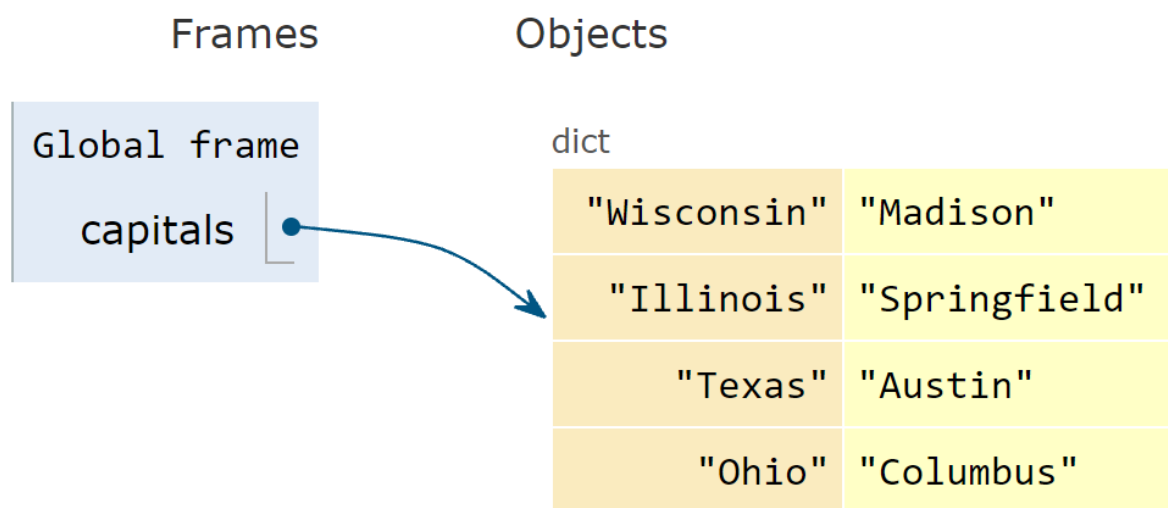 Frames Objects
Global frame
capitals
dict
"Wisconsin" "Madison"
"Illinois" "Springfield"
"Texas" "Austin"
"Ohio" "Columbus"